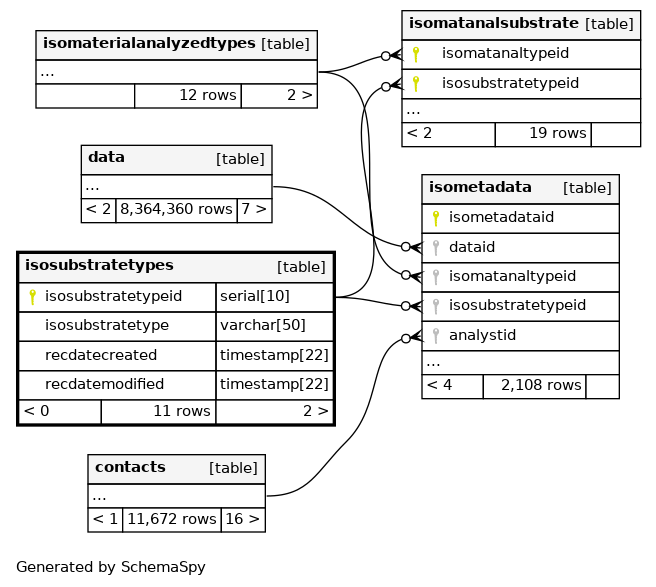 isomaterialanalyzedtypes [table]
...
12 rows 2 >
isomatanalsubstrate [table]
isomatanaltypeid
isosubstratetypeid
...
< 2 19 rows
data [table]
...
< 2 8,364,360 rows 7 >
isometadata [table]
isometadataid
dataid
isomatanaltypeid
isosubstratetypeid
analystid
...
< 4 2,108 rows
isosubstratetypes [table]
isosubstratetypeid serial[10]
isosubstratetype varchar[50]
recdatecreated timestamp[22]
recdatemodified timestamp[22]
< 0 11 rows 2 >
contacts [table]
...
< 1 11,672 rows 16 >
Generated by SchemaSpy